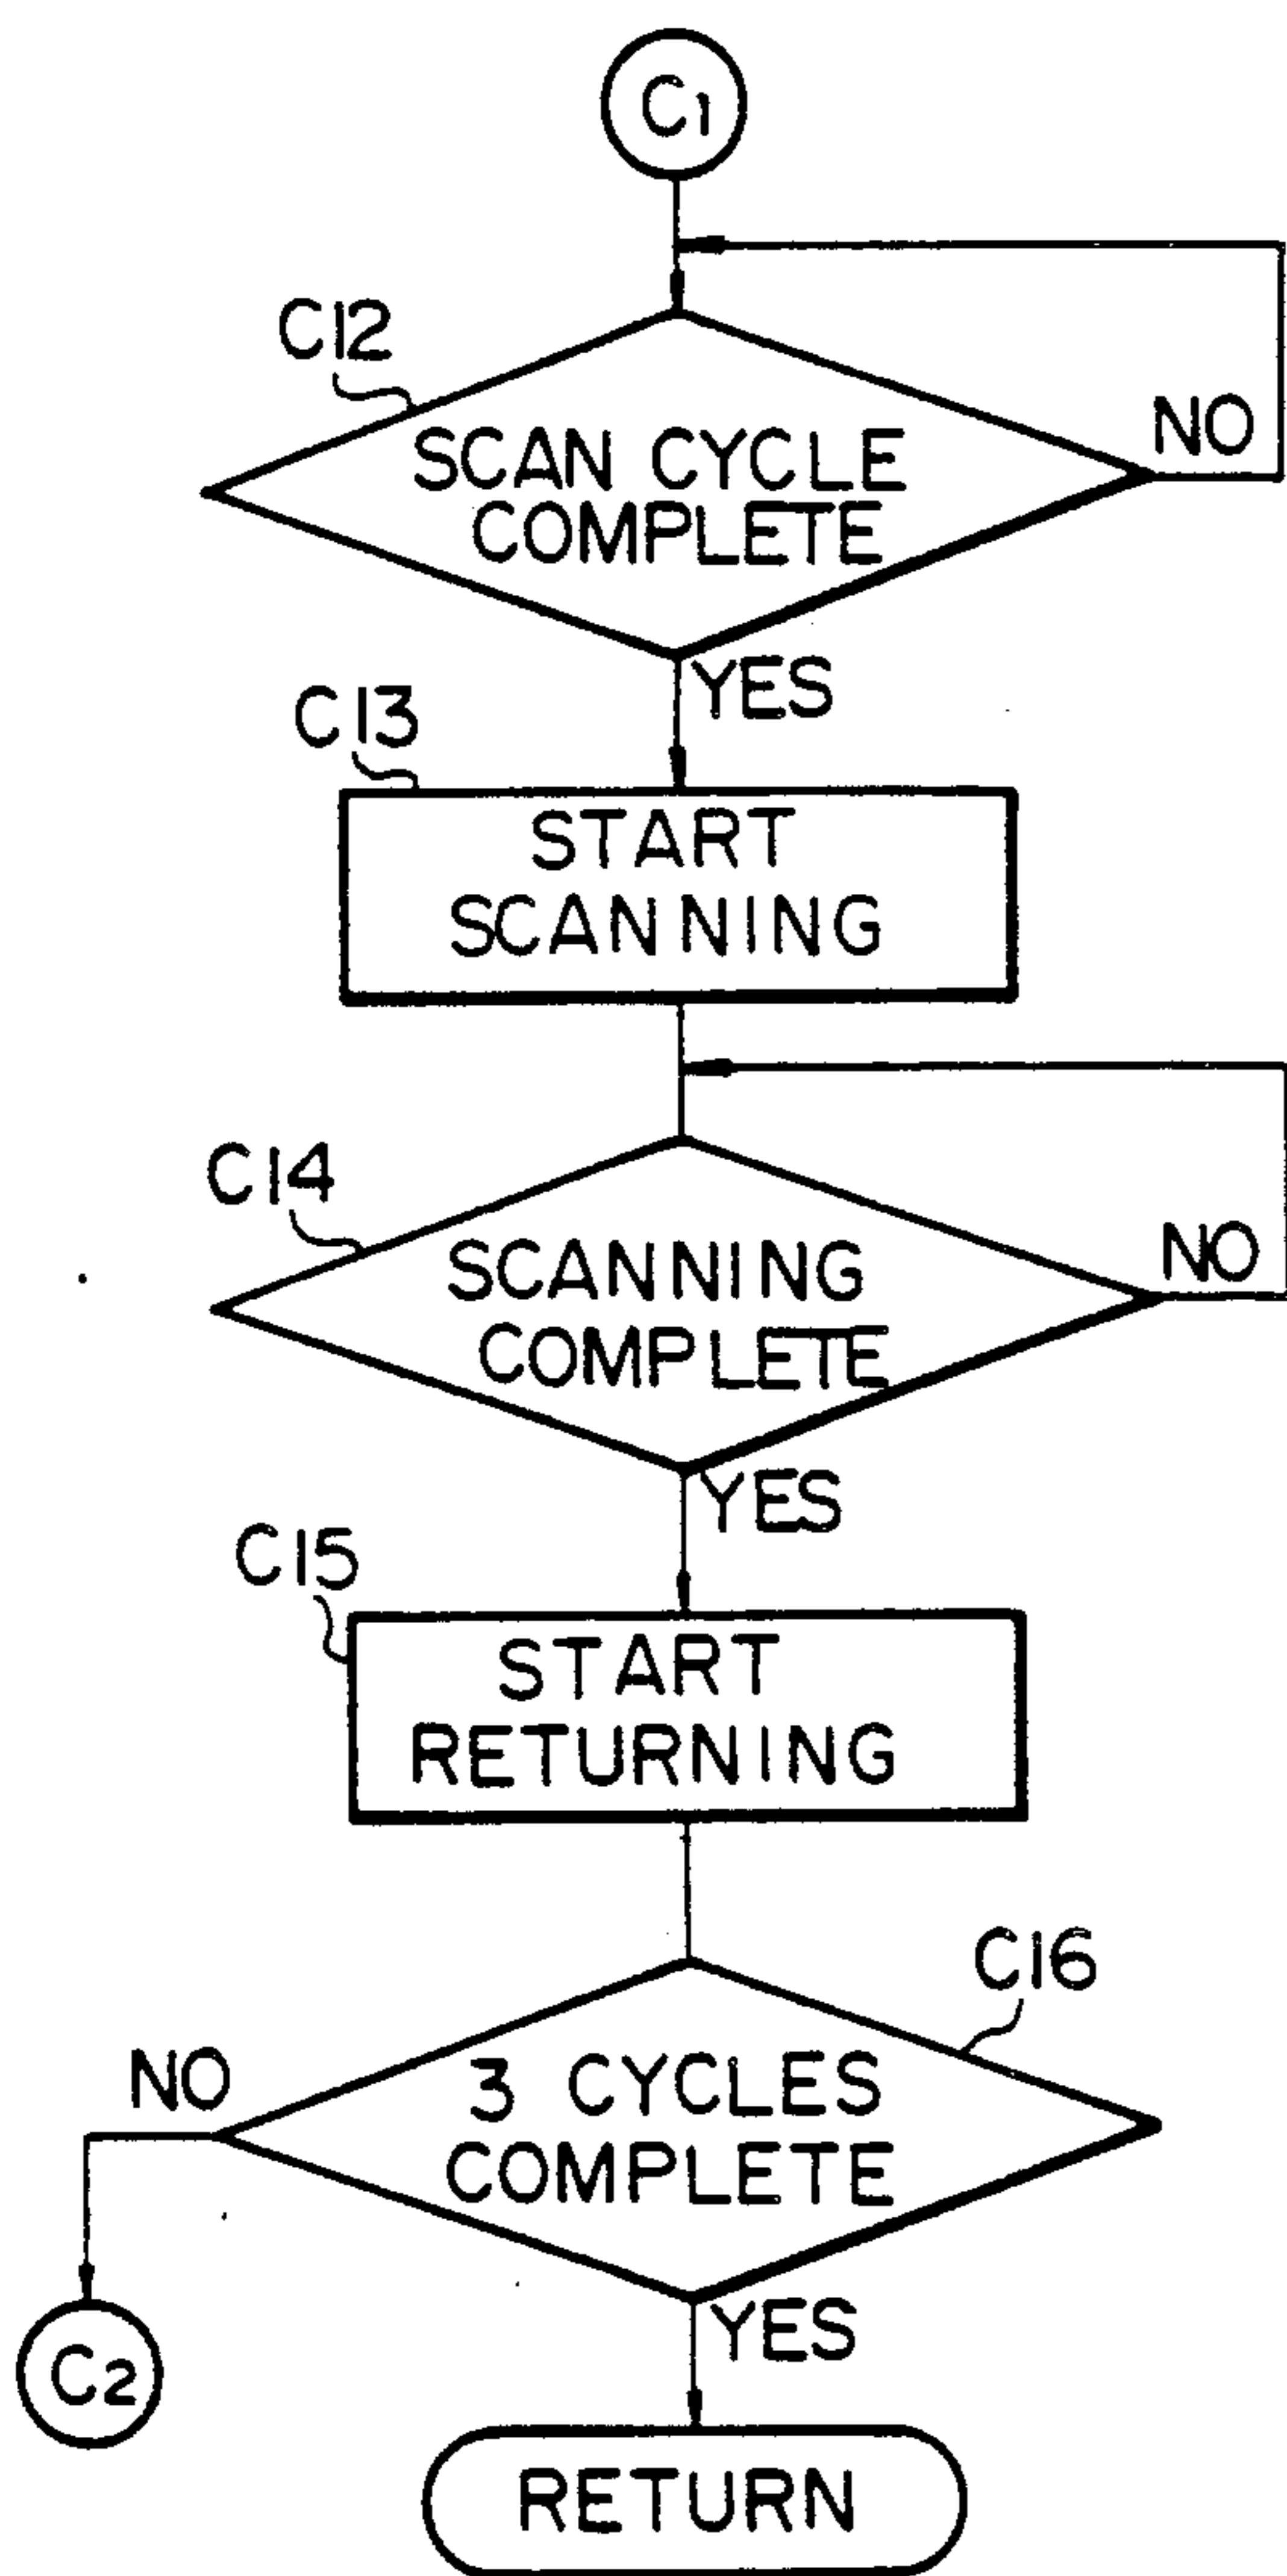 C1
C12
SCAN CYCLE
COMPLETE
NO
YES
C13
START
SCANNING
C14
SCANNING
COMPLETE
NO
YES
C15
START
RETURNING
C16
3 CYCLES
COMPLETE
NO
YES
C2
RETURN